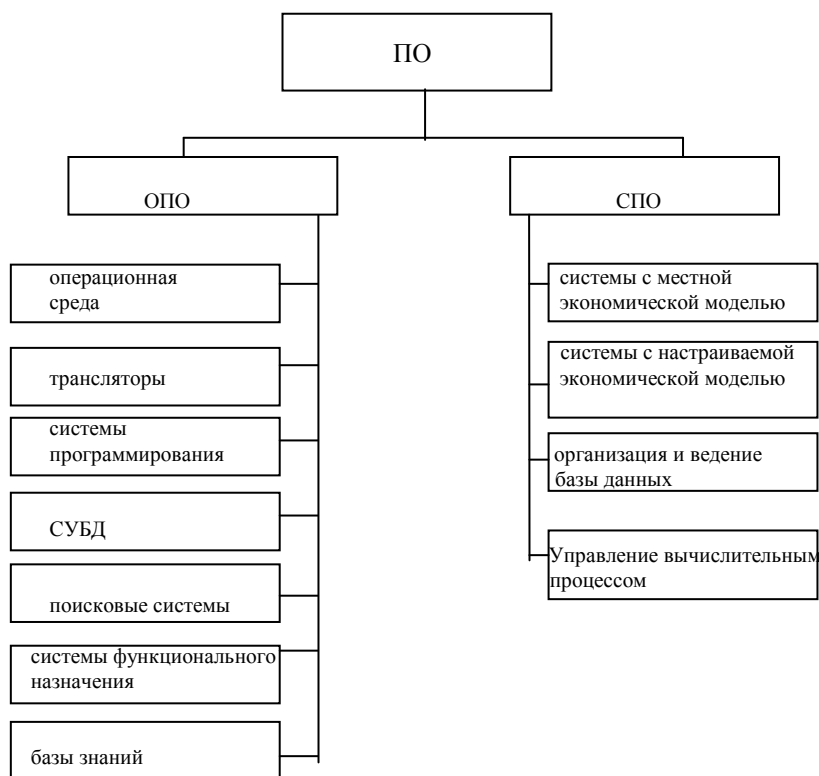 ПО
ОПО
операционная
среда
трансляторы
системы
программирования
СУБД
поисковые системы
системы функционального
назначения
базы знаний
СПО
системы с местной
экономической моделью
системы с настраиваемой
экономической моделью
организация и ведение
базы данных
Управление вычислительным
процессом